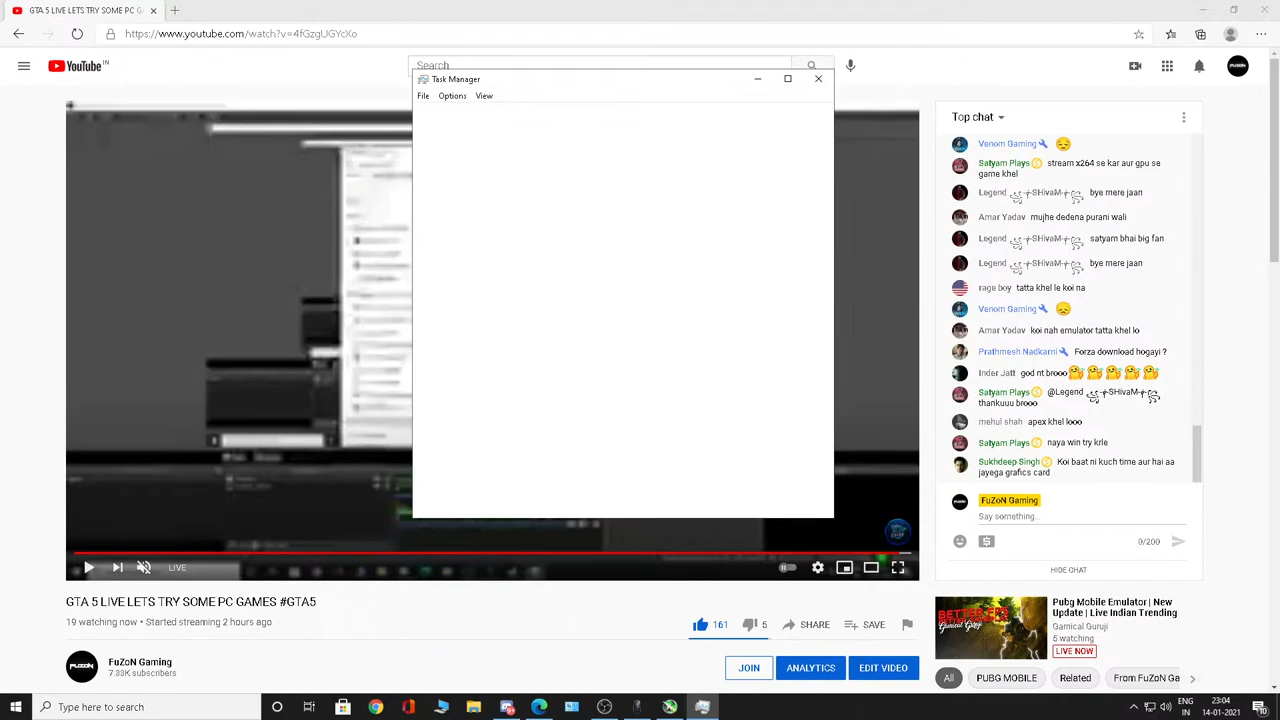 GTA 5 LIVE LETS TRY SOME PC G
https://www.youtube.com/watch?v=4fGzgUGYcXo
YouTube IN
Search
Task Manager
File Options View
Top chat
Venom Gaming
Satyam Plays stream x264 se kar aur gpu se
game khel
Legend SHivaM bye mere jaan
Amar Yadav mujhe dedena purani wali
Legend SHivaM satyam bhai big fan
Legend SHivaM bye mere jaan
rage boy tatta khel le koi na
Venom Gaming
Amar Yadav koi nah emulator tatta khel lo
Prathmesh Nadkarni Forza download hogayi ?
Inder Jatt god nt brooo
Satyam Plays @Legend SHivaM
thankuuu brooo
mehul shah apex khel looo
Satyam Plays naya win try krle
Sukhdeep Singh Koi baat ni kuch time aur hai aa
jayega grafics card
FuZoN Gaming
Say something...
0/200
HIDE CHAT
LIVE
GTA 5 LIVE LETS TRY SOME PC GAMES #GTA5
19 watching now • Started streaming 2 hours ago
161 5 SHARE SAVE
FuZoN Gaming
7.33K subscribers
JOIN ANALYTICS EDIT VIDEO
Pubg Mobile Emulator | New
Update | Live Indian Trending
Gamical Guruji
5 watching
LIVE NOW
All PUBG MOBILE Related From FuZoN Ga
Type here to search
ENG
IN
23:04
14-01-2021